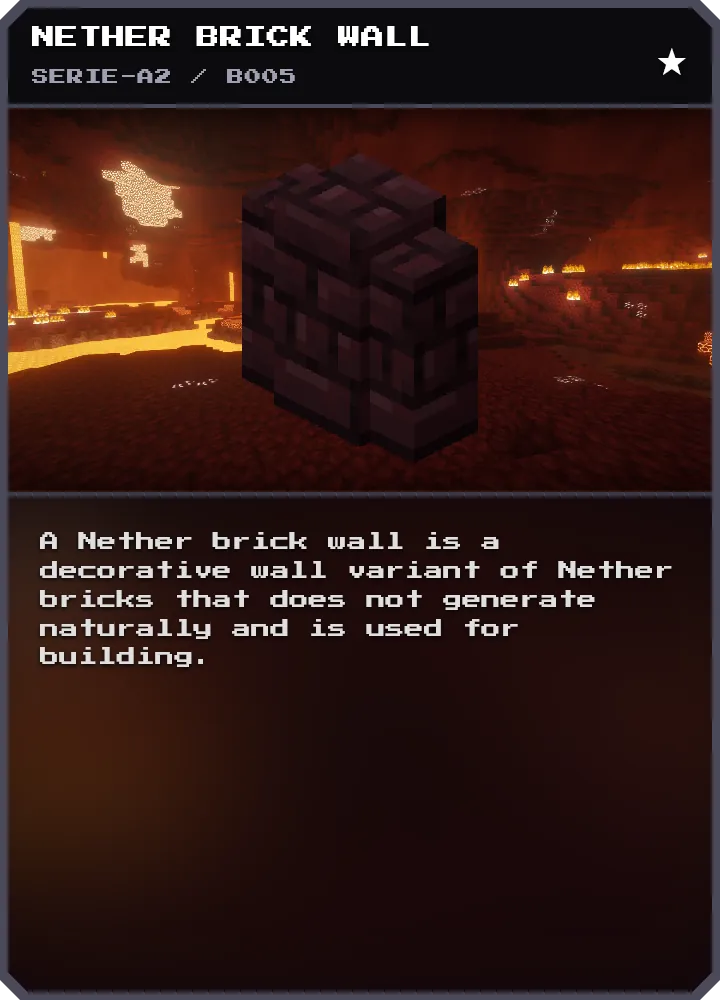 NETHER BRICK WALL
SERIE-A2 / B005
A Nether brick wall is a
decorative wall variant of Nether
bricks that does not generate
naturally and is used for
building.